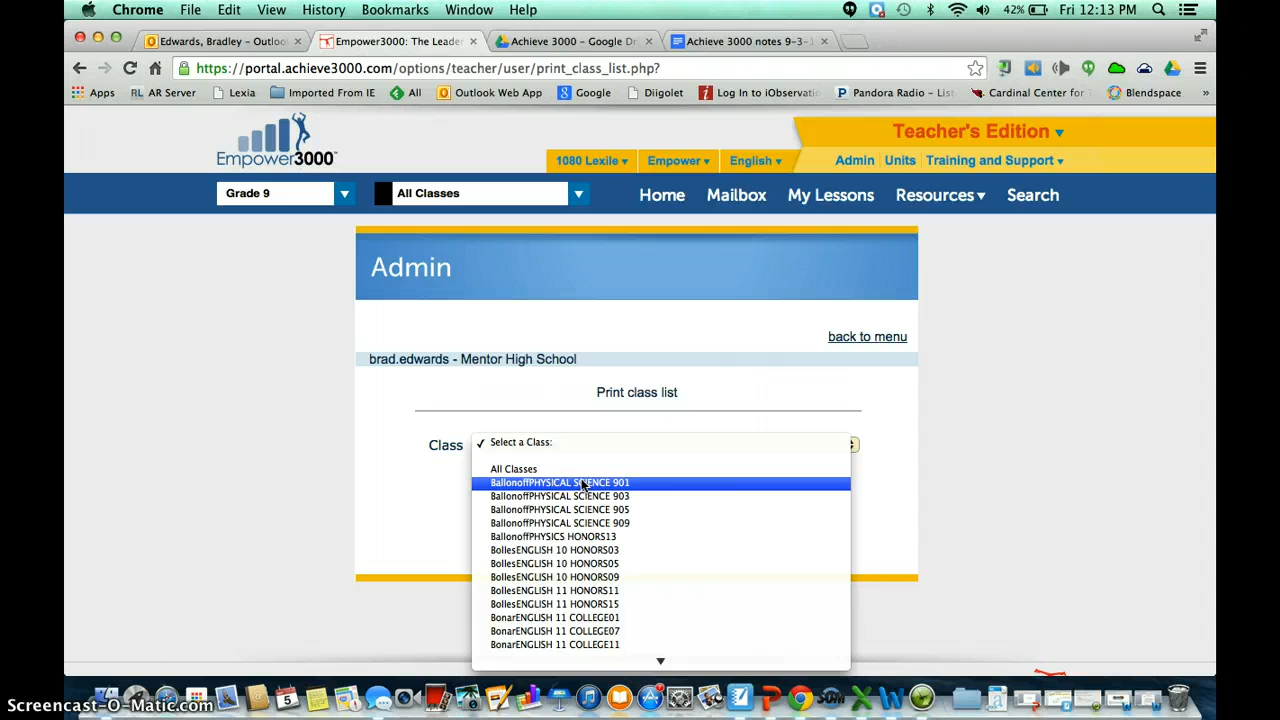 Chrome File Edit View History Bookmarks Window Help 42% Fri 12:13 PM
Edwards, Bradley – Outloo Empower3000: The Leade Achieve 3000 - Google Dr Achieve 3000 notes 9-3-1
https://portal.achieve3000.com/options/teacher/user/print_class_list.php?
Apps RL AR Server Lexia Imported From IE All Outlook Web App Google Diigolet Log In to iObservati Pandora Radio - List Cardinal Center for Blendspace »
Teacher's Edition
Empower3000™
1080 Lexile Empower English Admin Units Training and Support
Grade 9 All Classes Home Mailbox My Lessons Resources Search
Admin
back to menu
brad.edwards - Mentor High School
Print class list
Class ✓ Select a Class:
All Classes
BallonoffPHYSICAL SCIENCE 901
BallonoffPHYSICAL SCIENCE 903
BallonoffPHYSICAL SCIENCE 905
BallonoffPHYSICAL SCIENCE 909
BallonoffPHYSICS HONORS13
BollesENGLISH 10 HONORS03
BollesENGLISH 10 HONORS05
BollesENGLISH 10 HONORS09
BollesENGLISH 11 HONORS11
BollesENGLISH 11 HONORS15
BonarENGLISH 11 COLLEGE01
BonarENGLISH 11 COLLEGE07
BonarENGLISH 11 COLLEGE11
5
Screencast-O-Matic.com